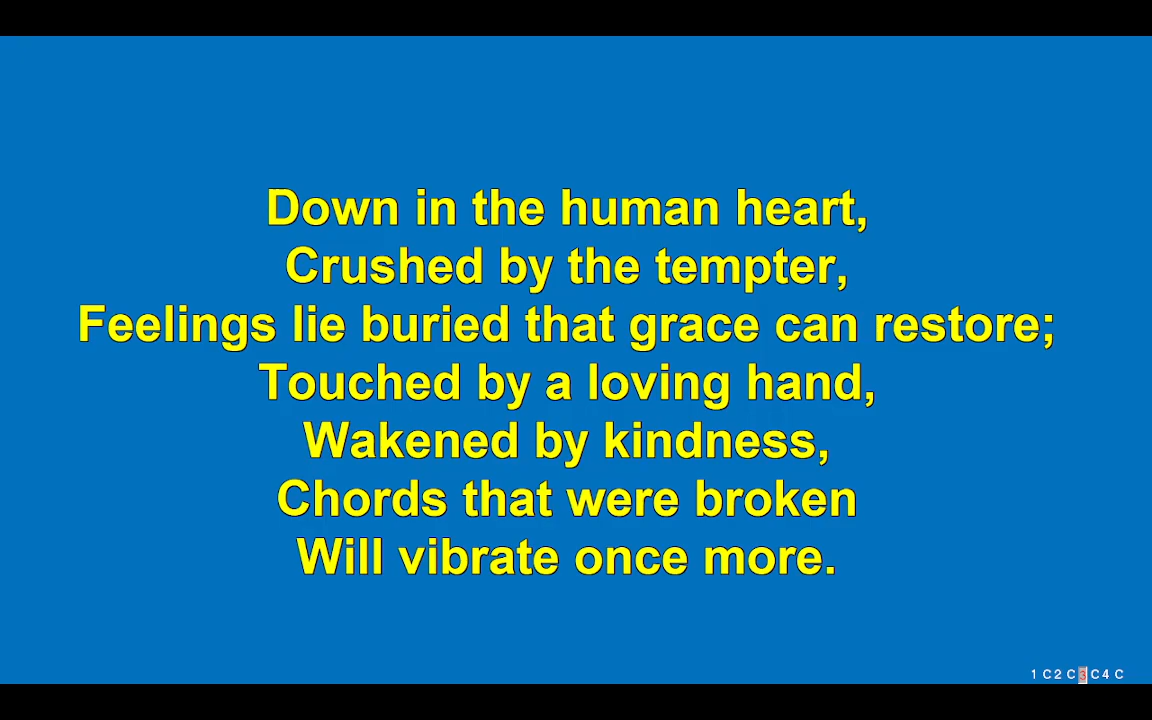 Down in the human heart,
Crushed by the tempter,
Feelings lie buried that grace can restore;
Touched by a loving hand,
Wakened by kindness,
Chords that were broken
Will vibrate once more.
1 C 2 C 3 C 4 C